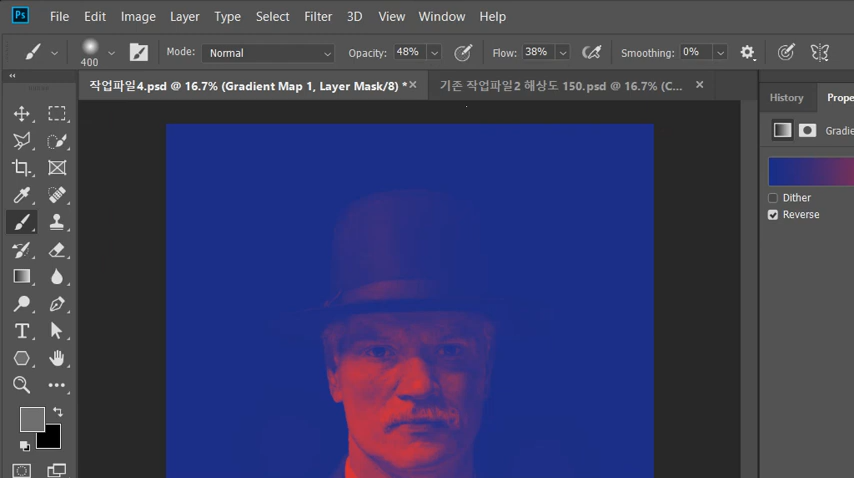 Ps File Edit Image Layer Type Select Filter 3D View Window Help
400 Mode: Normal Opacity: 48% Flow: 38% Smoothing: 0%
작업파일4.psd @ 16.7% (Gradient Map 1, Layer Mask/8) * × 기존 작업파일2 해상도 150.psd @ 16.7% (C... ×
History Prope
Gradie
Dither
Reverse
T